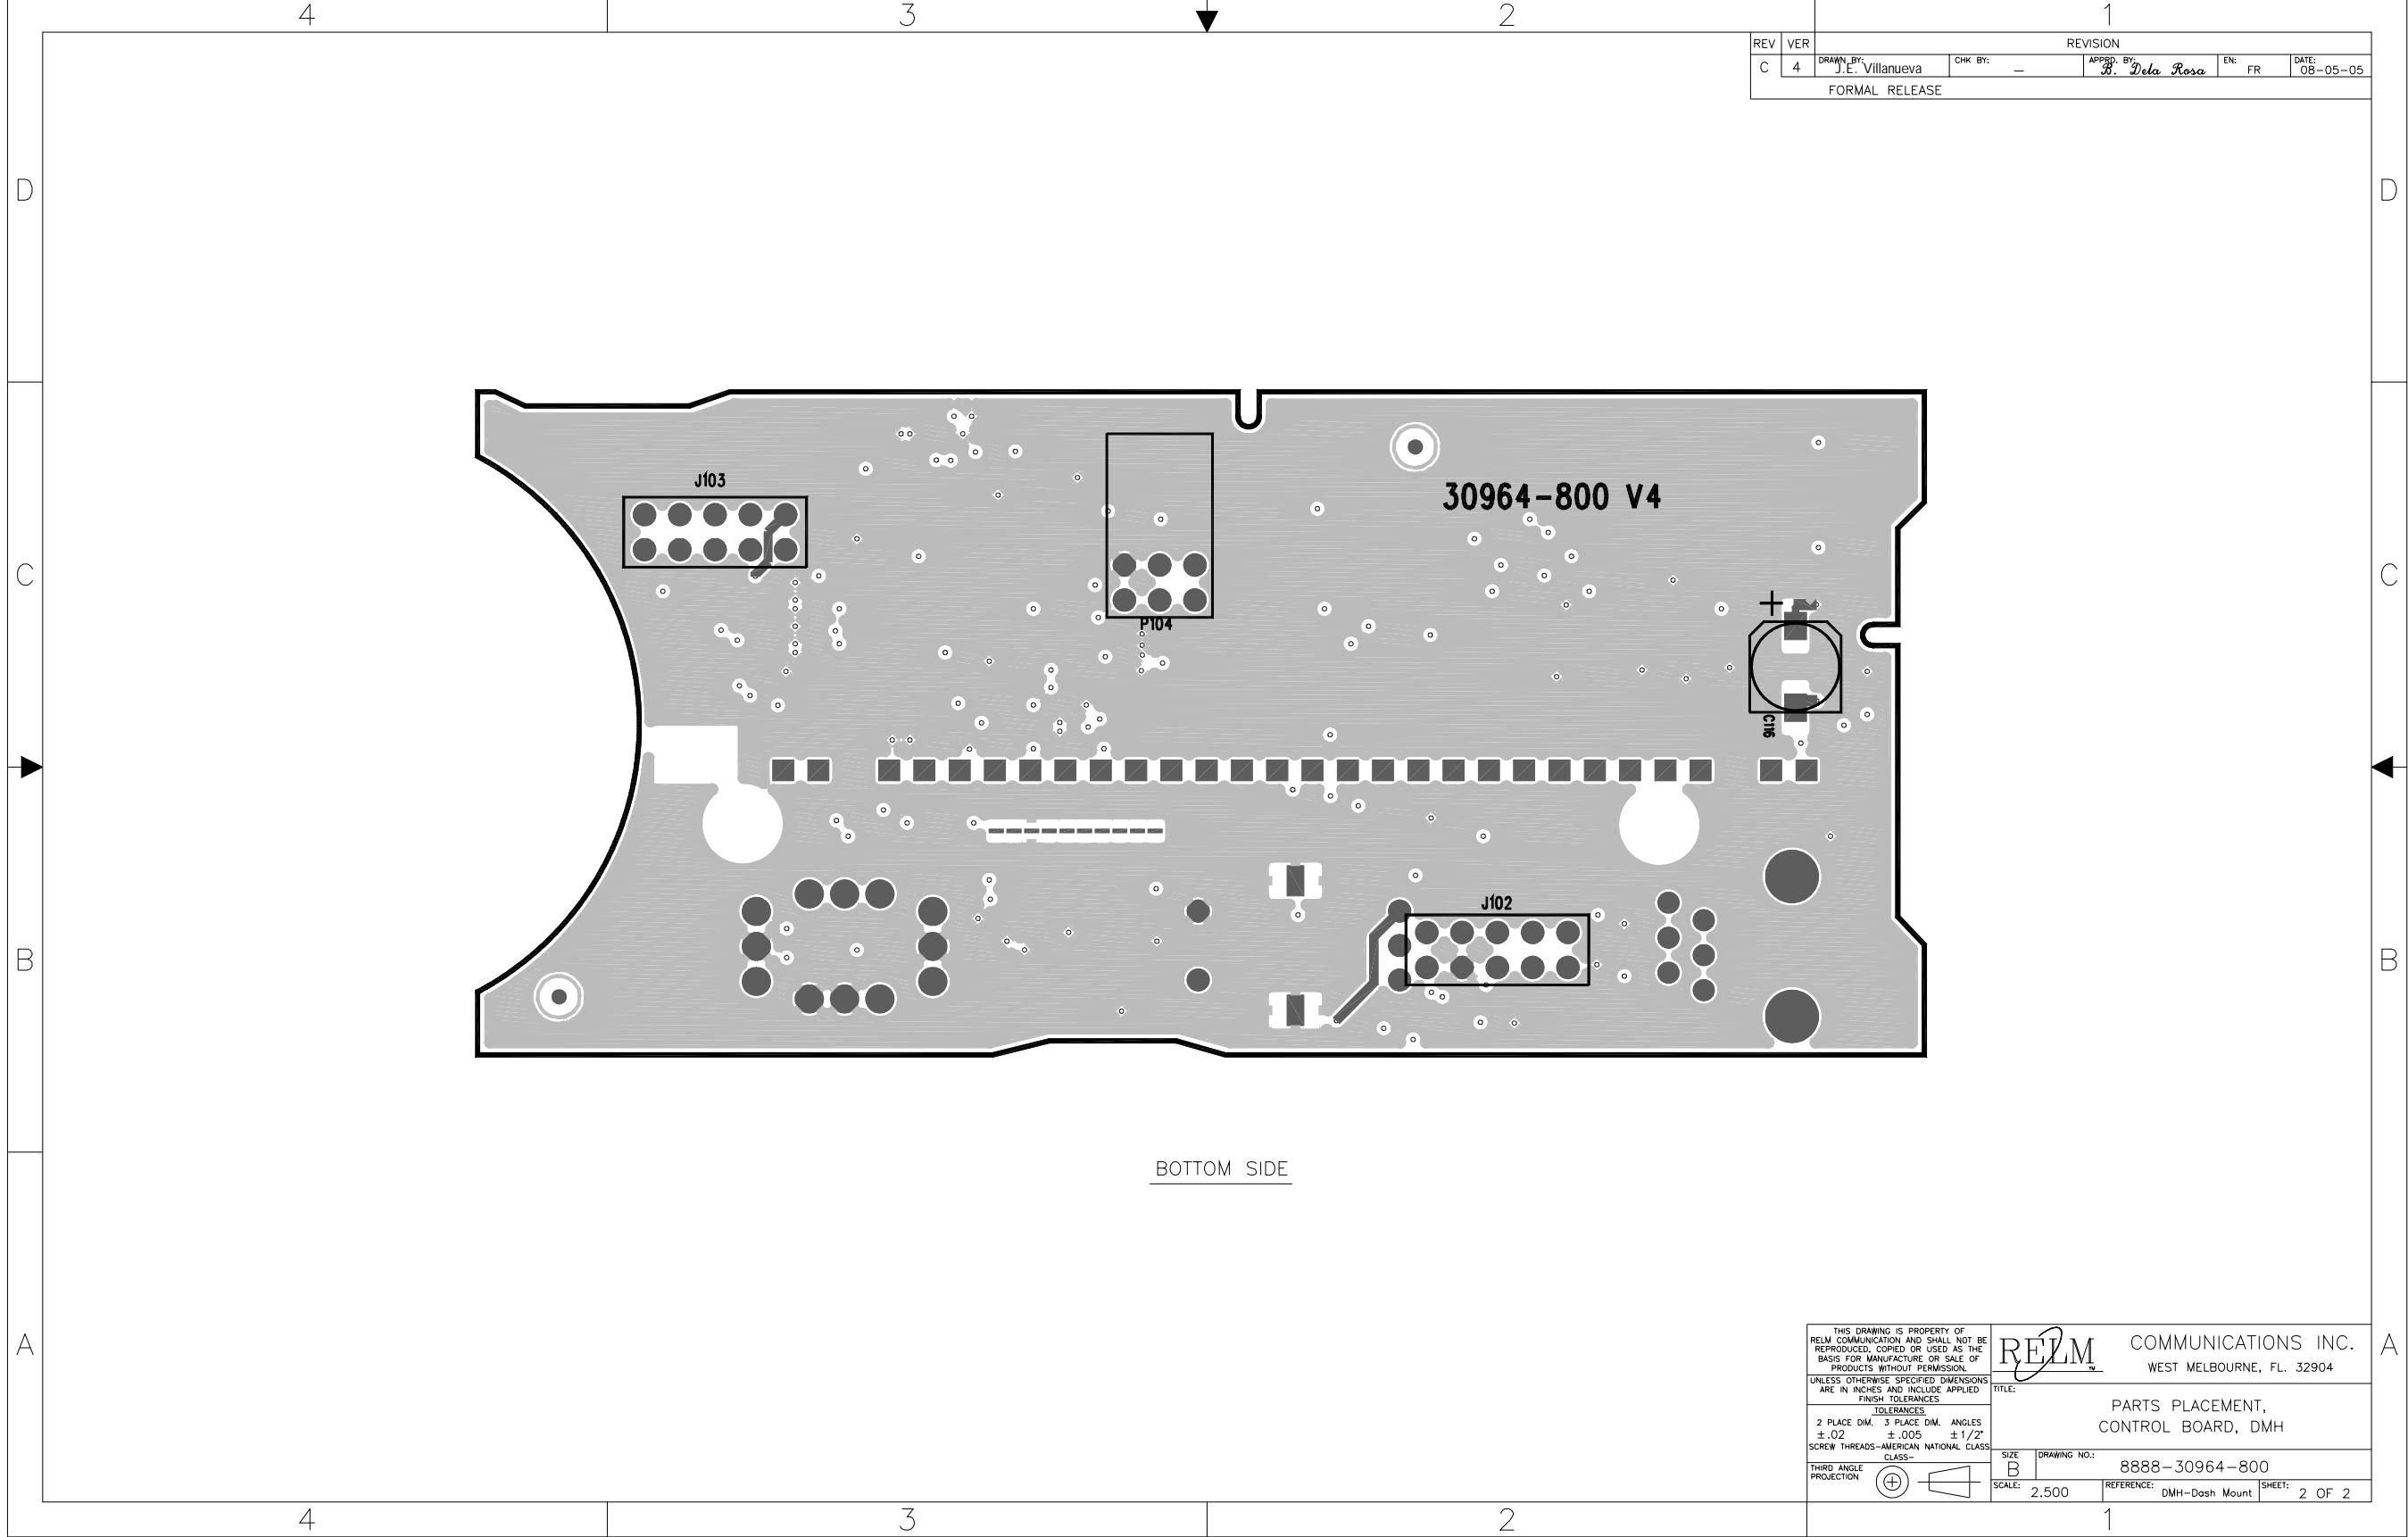 4 3 2 1
REV VER REVISION
C 4 DRAWN BY: J.E. Villanueva CHK BY: – APPRD. BY: B. Dela Rosa EN: FR DATE: 08-05-05
FORMAL RELEASE
D D
J103
30964-800 V4
C C
+
P104
C116
J102
B B
BOTTOM SIDE
A A
THIS DRAWING IS PROPERTY OF
RELM COMMUNICATION AND SHALL NOT BE
REPRODUCED, COPIED OR USED AS THE
BASIS FOR MANUFACTURE OR SALE OF
PRODUCTS WITHOUT PERMISSION.
UNLESS OTHERWISE SPECIFIED DIMENSIONS
ARE IN INCHES AND INCLUDE APPLIED
FINISH TOLERANCES
TOLERANCES
2 PLACE DIM. 3 PLACE DIM. ANGLES
±.02 ±.005 ±1/2°
SCREW THREADS-AMERICAN NATIONAL CLASS
CLASS-
THIRD ANGLE
PROJECTION
RELM TM
COMMUNICATIONS INC.
WEST MELBOURNE, FL. 32904
TITLE:
PARTS PLACEMENT,
CONTROL BOARD, DMH
SIZE B DRAWING NO.: 8888-30964-800
SCALE: 2.500 REFERENCE: DMH-Dash Mount SHEET: 2 OF 2
4 3 2 1